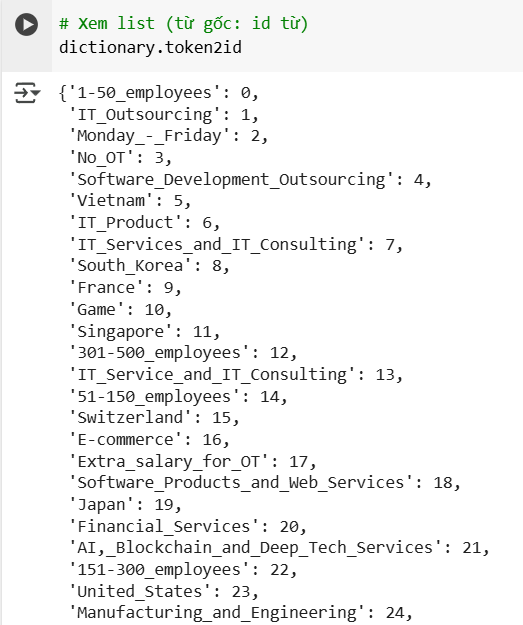 # Xem list (từ gốc: id từ)
dictionary.token2id
{'1-50_employees': 0,
'IT_Outsourcing': 1,
'Monday_-_Friday': 2,
'No_OT': 3,
'Software_Development_Outsourcing': 4,
'Vietnam': 5,
'IT_Product': 6,
'IT_Services_and_IT_Consulting': 7,
'South_Korea': 8,
'France': 9,
'Game': 10,
'Singapore': 11,
'301-500_employees': 12,
'IT_Service_and_IT_Consulting': 13,
'51-150_employees': 14,
'Switzerland': 15,
'E-commerce': 16,
'Extra_salary_for_OT': 17,
'Software_Products_and_Web_Services': 18,
'Japan': 19,
'Financial_Services': 20,
'AI,_Blockchain_and_Deep_Tech_Services': 21,
'151-300_employees': 22,
'United_States': 23,
'Manufacturing_and_Engineering': 24,